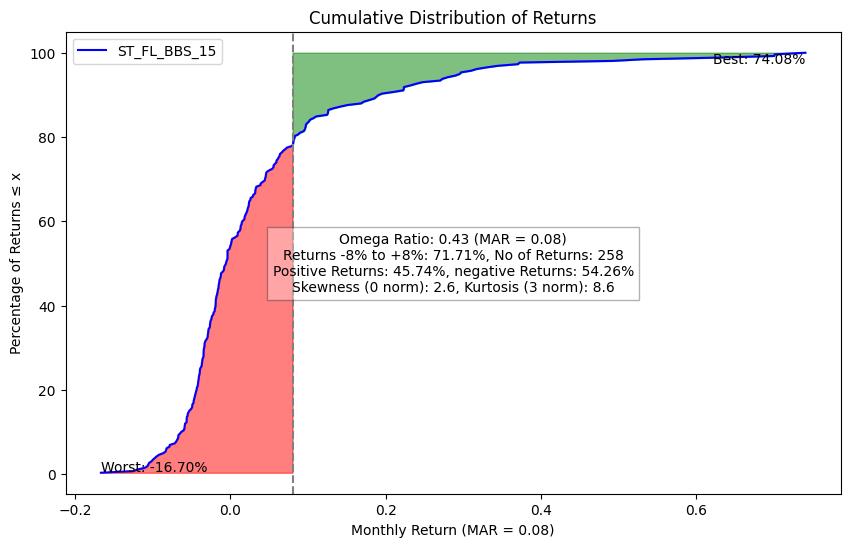 Cumulative Distribution of Returns
ST_FL_BBS_15
Best: 74.08%
100
80
60
40
20
0
Percentage of Returns ≤ x
Omega Ratio: 0.43 (MAR = 0.08)
Returns -8% to +8%: 71.71%, No of Returns: 258
Positive Returns: 45.74%, negative Returns: 54.26%
Skewness (0 norm): 2.6, Kurtosis (3 norm): 8.6
Worst: -16.70%
−0.2
0.0
0.2
0.4
0.6
Monthly Return (MAR = 0.08)